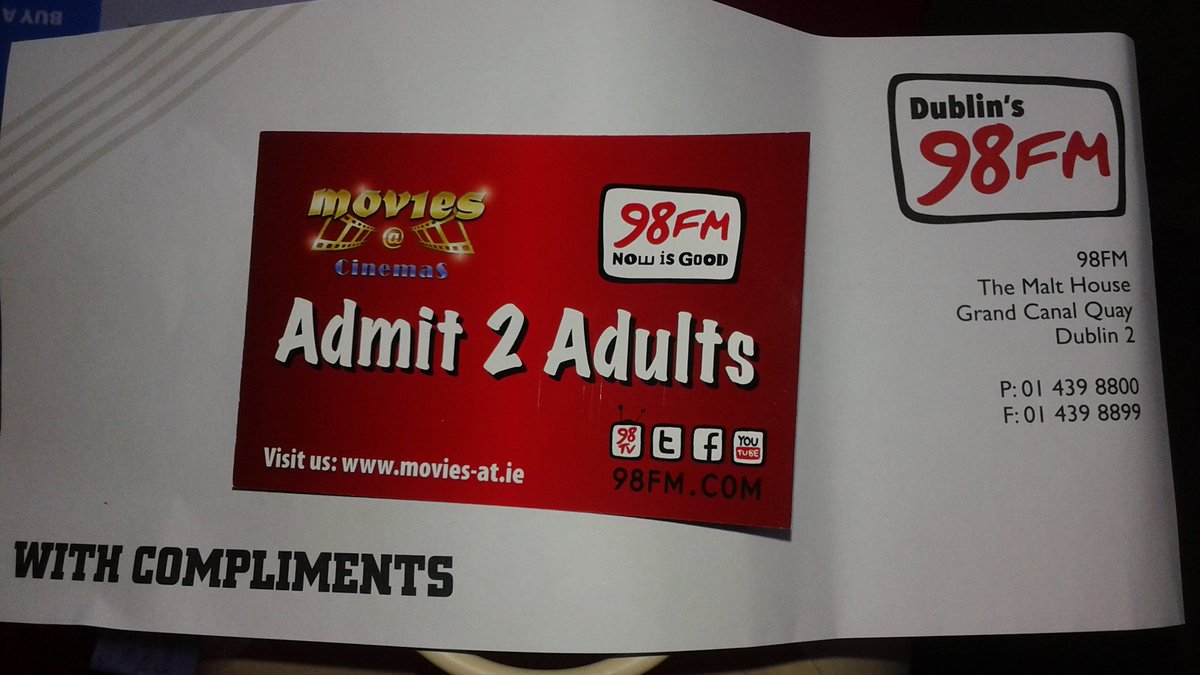 BUY A
Dublin's
98FM
98FM
The Malt House
Grand Canal Quay
Dublin 2
P: 01 439 8800
F: 01 439 8899
movies
@
Cinemas
98FM
NOW iS GOOD
Admit 2 Adults
98
TV
t
f
YOU
TUBE
Visit us: www.movies-at.ie
98FM.COM
WITH COMPLIMENTS